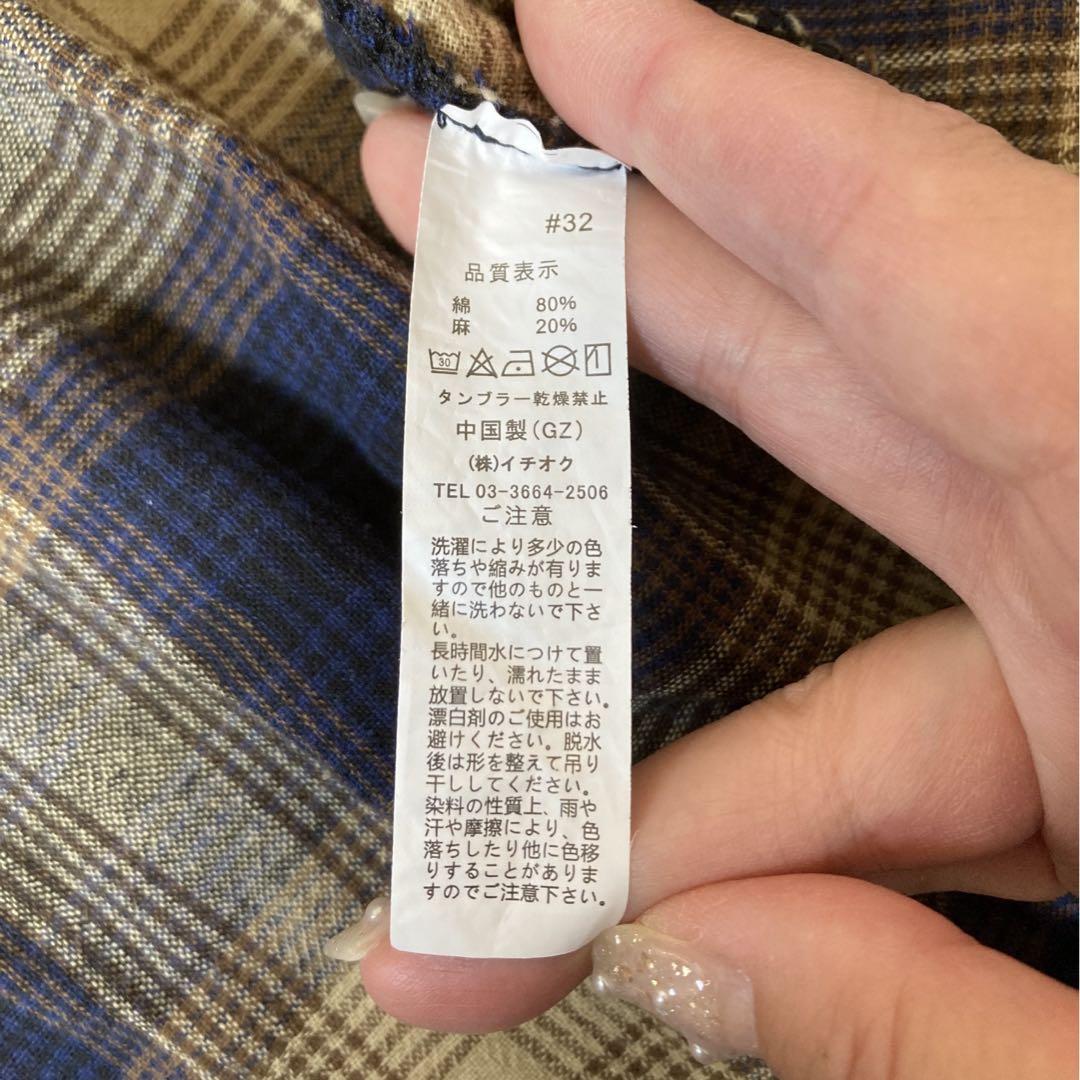 #32
品質表示
綿 80%
麻 20%
30
タンブラー乾燥禁止
中国製(GZ)
(株)イチオク
TEL 03-3664-2506
ご注意
洗濯により多少の色
落ちや縮みが有りま
すので他のものと一
緒に洗わないで下さ
い。
長時間水につけて置
いたり、濡れたまま
放置しないで下さい。
漂白剤のご使用はお
避けください。脱水
後は形を整えて吊り
干ししてください。
染料の性質上、雨や
汗や摩擦により、色
落ちしたり他に色移
りすることがありま
すのでご注意下さい。